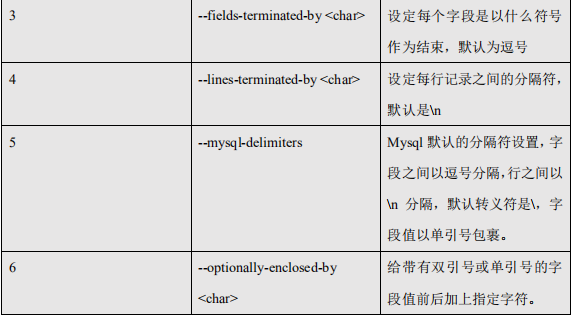 3
--fields-terminated-by <char>
设定每个字段是以什么符号
作为结束，默认为逗号
4
--lines-terminated-by <char>
设定每行记录之间的分隔符，
默认是\n
5
--mysql-delimiters
Mysql 默认的分隔符设置，字
段之间以逗号分隔，行之间以
\n 分隔，默认转义符是\，字
段值以单引号包裹。
6
--optionally-enclosed-by
<char>
给带有双引号或单引号的字
段值前后加上指定字符。